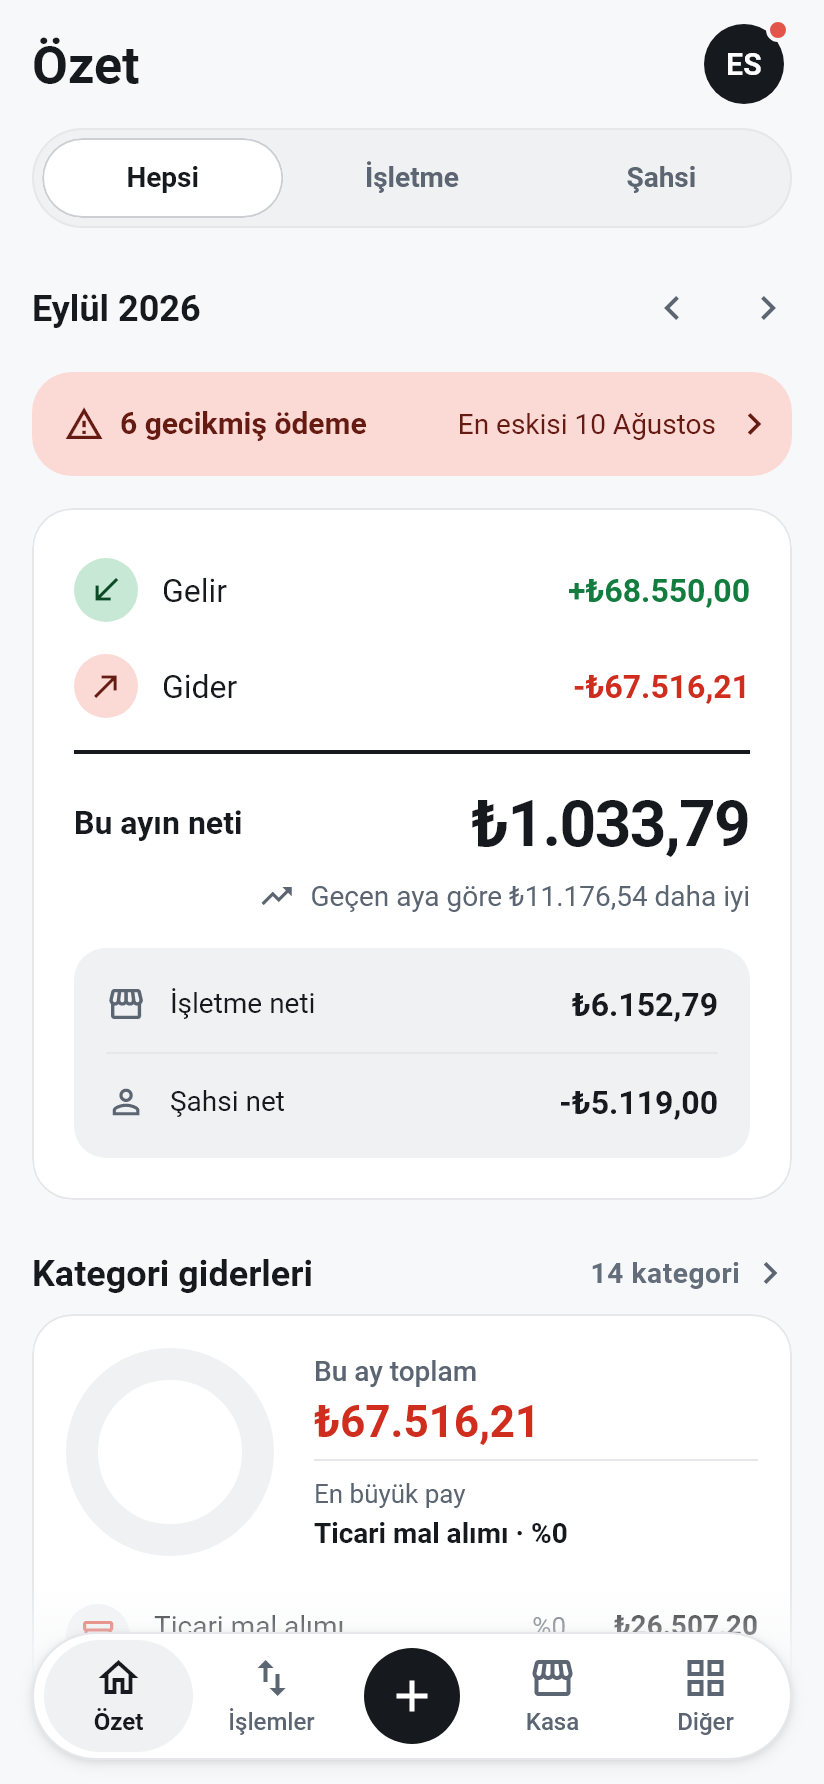 Özet
ES
Hepsi
İşletme
Şahsi
Eylül 2026
6 gecikmiş ödeme
En eskisi 10 Ağustos
Gelir
+₺68.550,00
Gider
-₺67.516,21
Bu ayın neti
₺1.033,79
Geçen aya göre ₺11.176,54 daha iyi
İşletme neti
₺6.152,79
Şahsi net
-₺5.119,00
Kategori giderleri
14 kategori
Bu ay toplam
₺67.516,21
En büyük pay
Ticari mal alımı · %0
Ticari mal alımı
%0
₺26.507,20
Özet
İşlemler
Kasa
Diğer